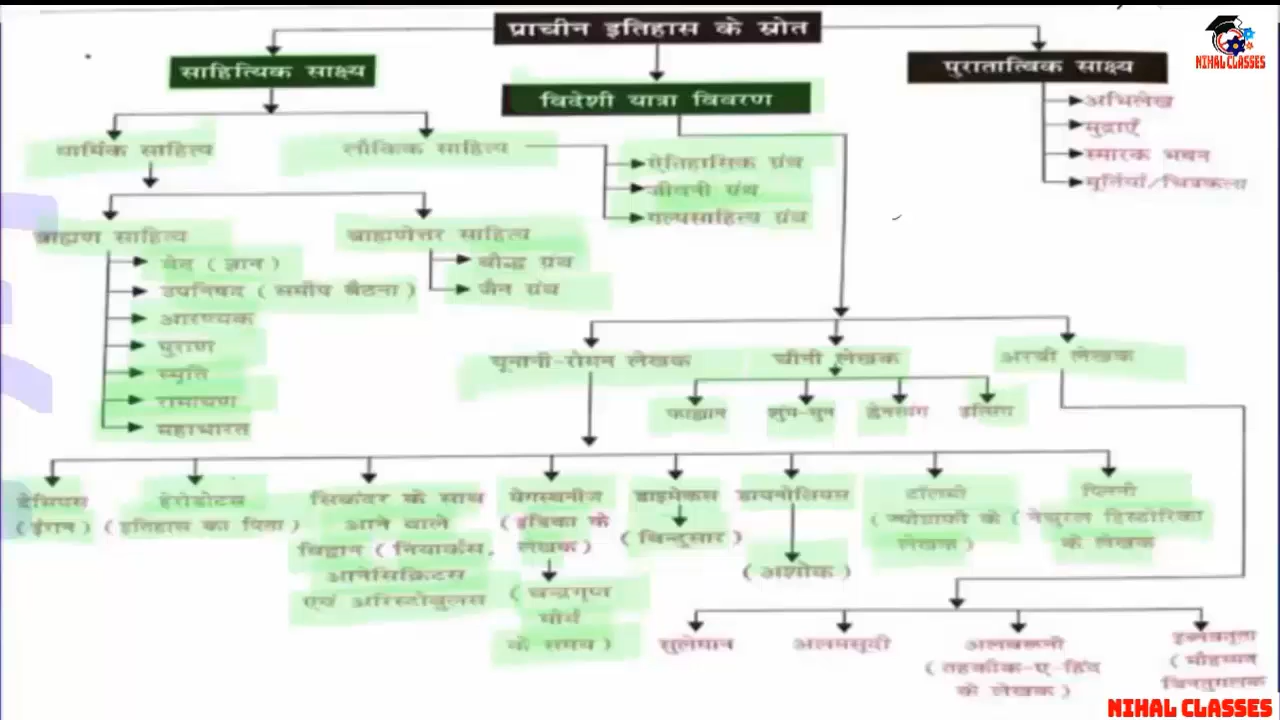 प्राचीन इतिहास के स्रोत
NIHAL CLASSES
साहित्यिक साक्ष्य
विदेशी यात्रा विवरण
पुरातात्विक साक्ष्य
अभिलेख
मुद्राएँ
स्मारक भवन
मूर्तियां/चित्रकला
धार्मिक साहित्य
लौकिक साहित्य
ऐतिहासिक ग्रंथ
जीवनी ग्रंथ
गल्पसाहित्य ग्रंथ
ब्राह्मण साहित्य
ब्राह्मणेत्तर साहित्य
वेद (ज्ञान)
उपनिषद (समीप बैठना)
आरण्यक
पुराण
स्मृति
रामायण
महाभारत
बौद्ध ग्रंथ
जैन ग्रंथ
यूनानी-रोमन लेखक
चीनी लेखक
अरबी लेखक
फाह्यान
शुंग-युन
ह्वेनसांग
इत्सिंग
टेसियस
(ईरान)
हेरोडोटस
(इतिहास का पिता)
सिकंदर के साथ
आने वाले
विद्वान (नियार्कस,
आनेसिक्रिटस
एवं अरिस्टोबुलस
मेगस्थनीज
(इंडिका के
लेखक)
(चन्द्रगुप्त
मौर्य
के समय)
डाइमेकस
(बिन्दुसार)
डायनोसियस
(अशोक)
टॉलमी
(ज्योग्राफी के
लेखक)
प्लिनी
(नेचुरल हिस्टोरिका
के लेखक
सुलेमान
अलमसूदी
अलबरूनी
(तहकीक-ए-हिंद
के लेखक)
इब्नबतूता
(मौहम्मद
बिनतुगलक
NIHAL CLASSES